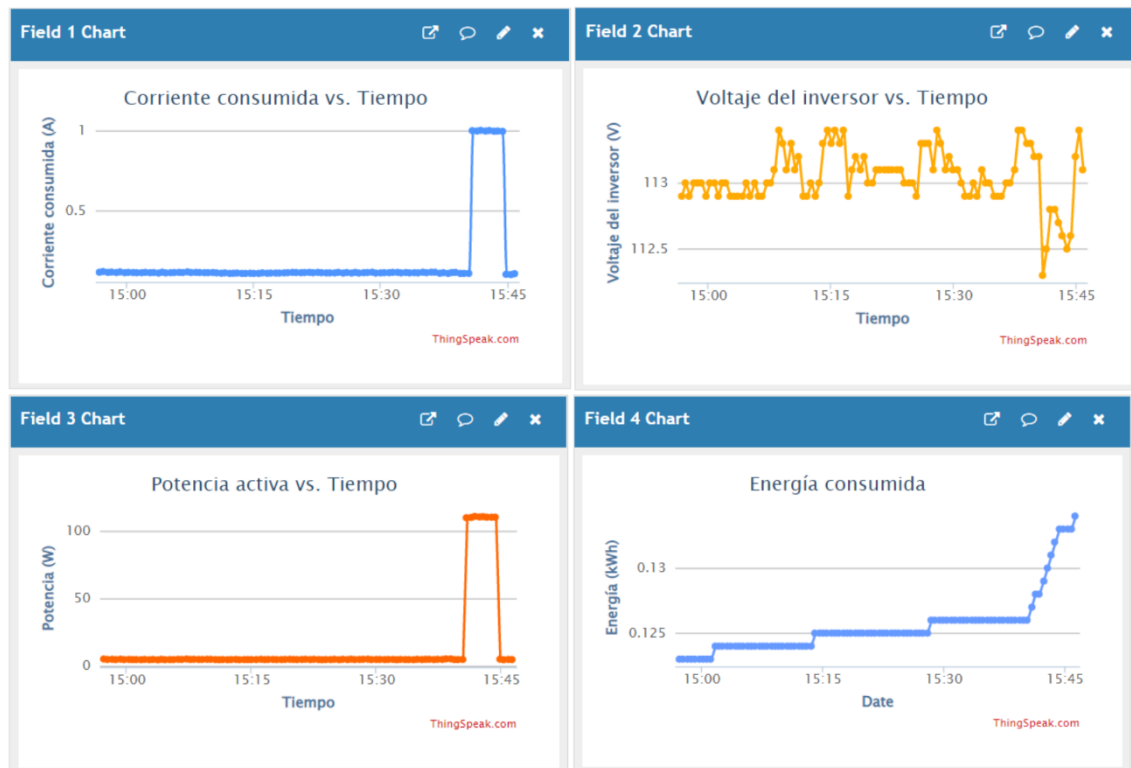 Field 1 Chart
Corriente consumida vs. Tiempo
Corriente consumida (A)
1
0.5
15:00 15:15 15:30 15:45
Tiempo
ThingSpeak.com
Field 2 Chart
Voltaje del inversor vs. Tiempo
Voltaje del inversor (V)
113
112.5
15:00 15:15 15:30 15:45
Tiempo
ThingSpeak.com
Field 3 Chart
Potencia activa vs. Tiempo
Potencia (W)
100
50
0
15:00 15:15 15:30 15:45
Tiempo
ThingSpeak.com
Field 4 Chart
Energía consumida
Energía (kWh)
0.13
0.125
15:00 15:15 15:30 15:45
Date
ThingSpeak.com